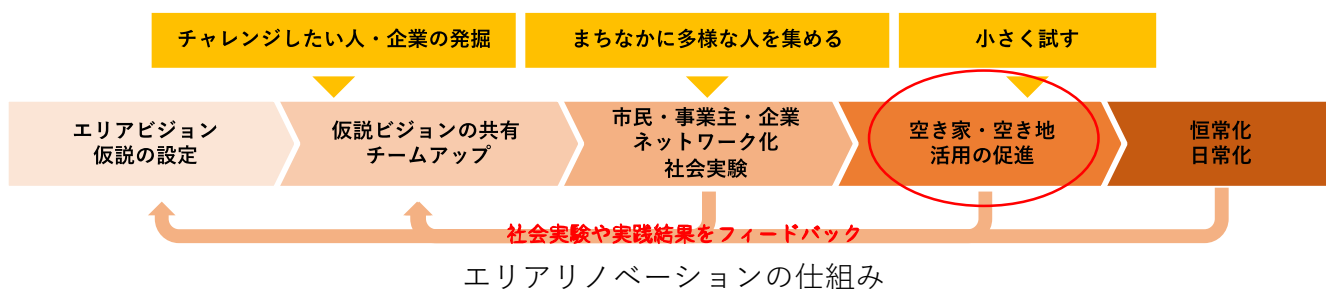 チャレンジしたい人・企業の発掘
まちなかに多様な人を集める
小さく試す
エリアビジョン
仮説の設定
仮説ビジョンの共有
チームアップ
市民・事業主・企業
ネットワーク化
社会実験
空き家・空き地
活用の促進
恒常化
日常化
社会実験や実践結果をフィードバック
エリアリノベーションの仕組み